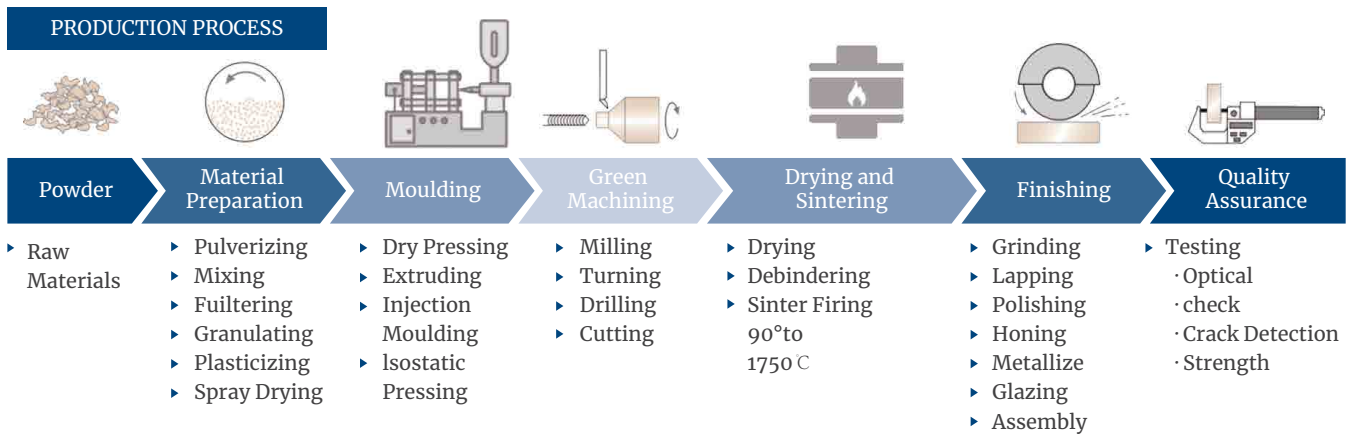 PRODUCTION PROCESS
Powder
Material
Preparation
Moulding
Green
Machining
Drying and
Sintering
Finishing
Quality
Assurance
Raw
Materials
Pulverizing
Mixing
Fuiltering
Granulating
Plasticizing
Spray Drying
Dry Pressing
Extruding
Injection
Moulding
lsostatic
Pressing
Milling
Turning
Drilling
Cutting
Drying
Debindering
Sinter Firing
90°to
1750℃
Grinding
Lapping
Polishing
Honing
Metallize
Glazing
Assembly
Testing
·Optical
·check
·Crack Detection
·Strength